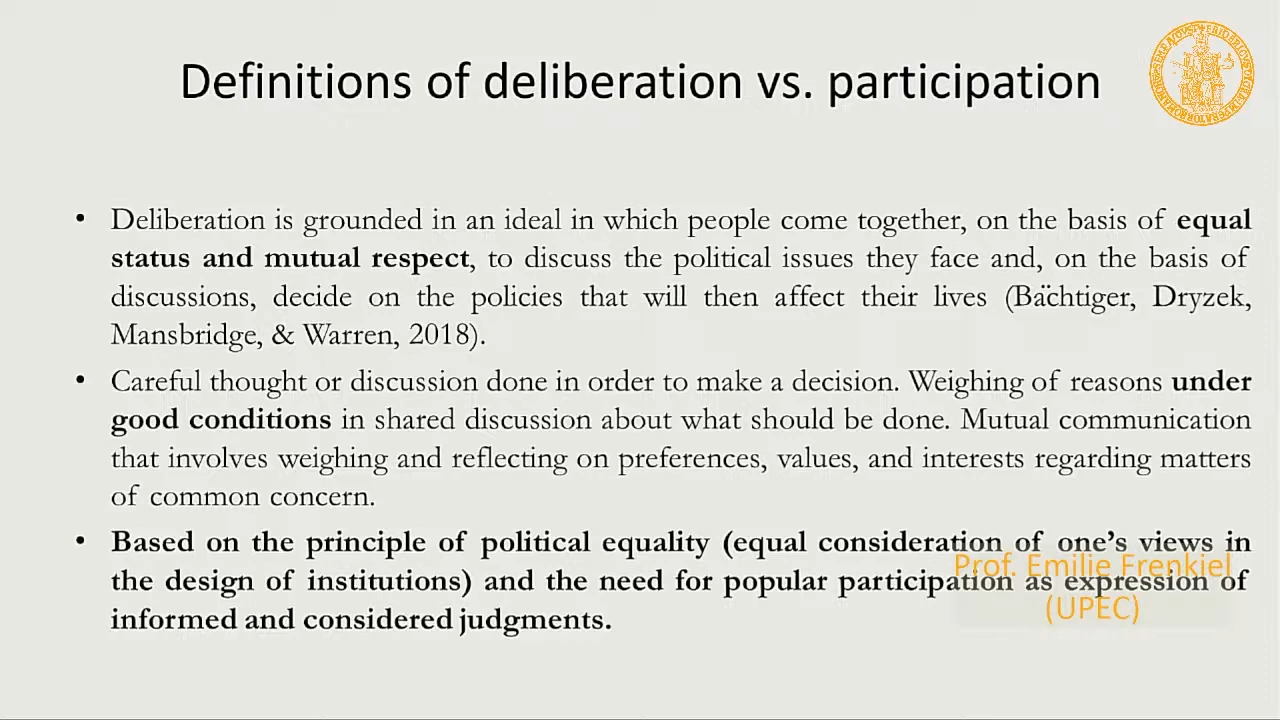 Definitions of deliberation vs. participation
• Deliberation is grounded in an ideal in which people come together, on the basis of equal
status and mutual respect, to discuss the political issues they face and, on the basis of
discussions, decide on the policies that will then affect their lives (Bächtiger, Dryzek,
Mansbridge, & Warren, 2018).
• Careful thought or discussion done in order to make a decision. Weighing of reasons under
good conditions in shared discussion about what should be done. Mutual communication
that involves weighing and reflecting on preferences, values, and interests regarding matters
of common concern.
• Based on the principle of political equality (equal consideration of one’s views in
the design of institutions) and the need for popular participation as expression of
informed and considered judgments.
Prof. Emilie Frenkiel
(UPEC)